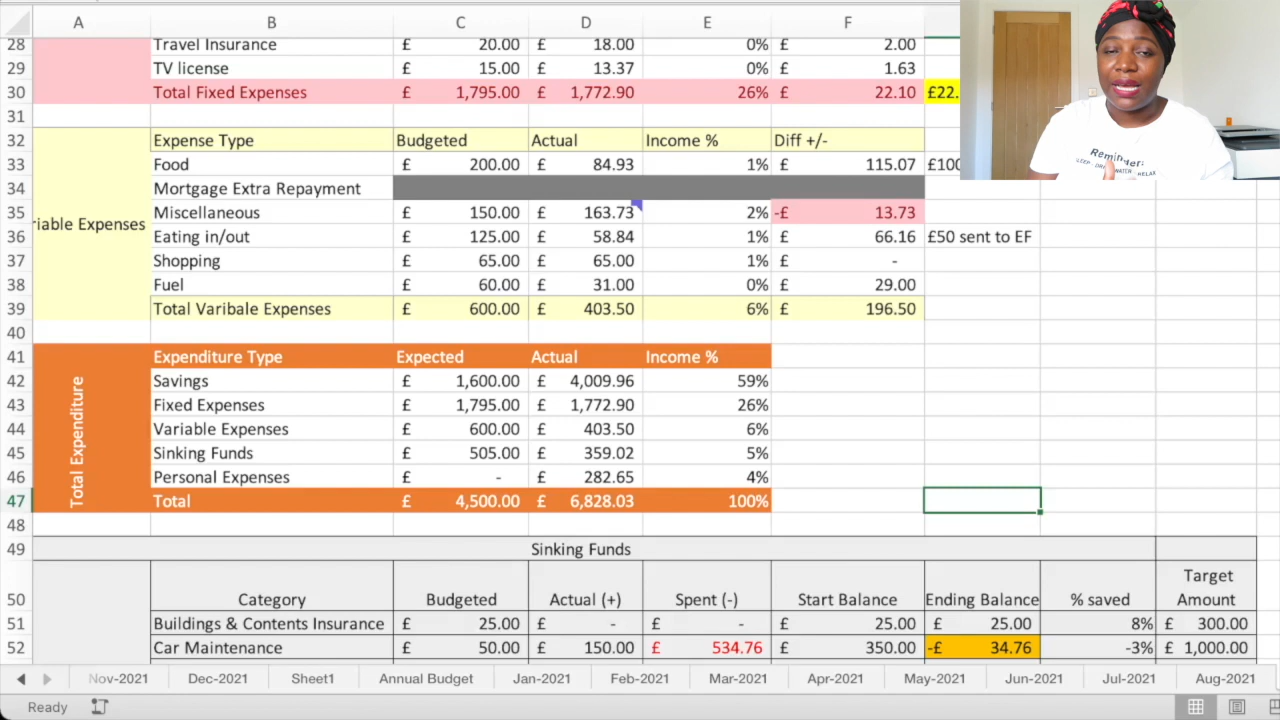 A B C D E F
28 Travel Insurance £ 20.00 £ 18.00 0% £ 2.00
29 TV license £ 15.00 £ 13.37 0% £ 1.63
30 Total Fixed Expenses £ 1,795.00 £ 1,772.90 26% £ 22.10 £22.
31
32 Expense Type Budgeted Actual Income % Diff +/-
33 Food £ 200.00 £ 84.93 1% £ 115.07 £100
34 Mortgage Extra Repayment
35 Miscellaneous £ 150.00 £ 163.73 2% -£ 13.73
riable Expenses
36 Eating in/out £ 125.00 £ 58.84 1% £ 66.16 £50 sent to EF
37 Shopping £ 65.00 £ 65.00 1% £ -
38 Fuel £ 60.00 £ 31.00 0% £ 29.00
39 Total Varibale Expenses £ 600.00 £ 403.50 6% £ 196.50
40
41 Expenditure Type Expected Actual Income %
42 Savings £ 1,600.00 £ 4,009.96 59%
43 Fixed Expenses £ 1,795.00 £ 1,772.90 26%
44 Variable Expenses £ 600.00 £ 403.50 6%
Total Expenditure
45 Sinking Funds £ 505.00 £ 359.02 5%
46 Personal Expenses £ - £ 282.65 4%
47 Total £ 4,500.00 £ 6,828.03 100%
48
49 Sinking Funds
50 Category Budgeted Actual (+) Spent (-) Start Balance Ending Balance % saved Target Amount
51 Buildings & Contents Insurance £ 25.00 £ - £ - £ 25.00 £ 25.00 8% £ 300.00
52 Car Maintenance £ 50.00 £ 150.00 £ 534.76 £ 350.00 -£ 34.76 -3% £ 1,000.00
Nov-2021 Dec-2021 Sheet1 Annual Budget Jan-2021 Feb-2021 Mar-2021 Apr-2021 May-2021 Jun-2021 Jul-2021 Aug-2021
Ready
Reminder:
WATCH - RELAX